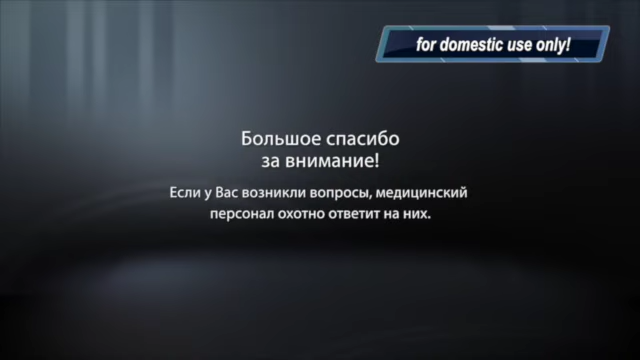 for domestic use only!
Большое спасибо
за внимание!
Если у Вас возникли вопросы, медицинский
персонал охотно ответит на них.